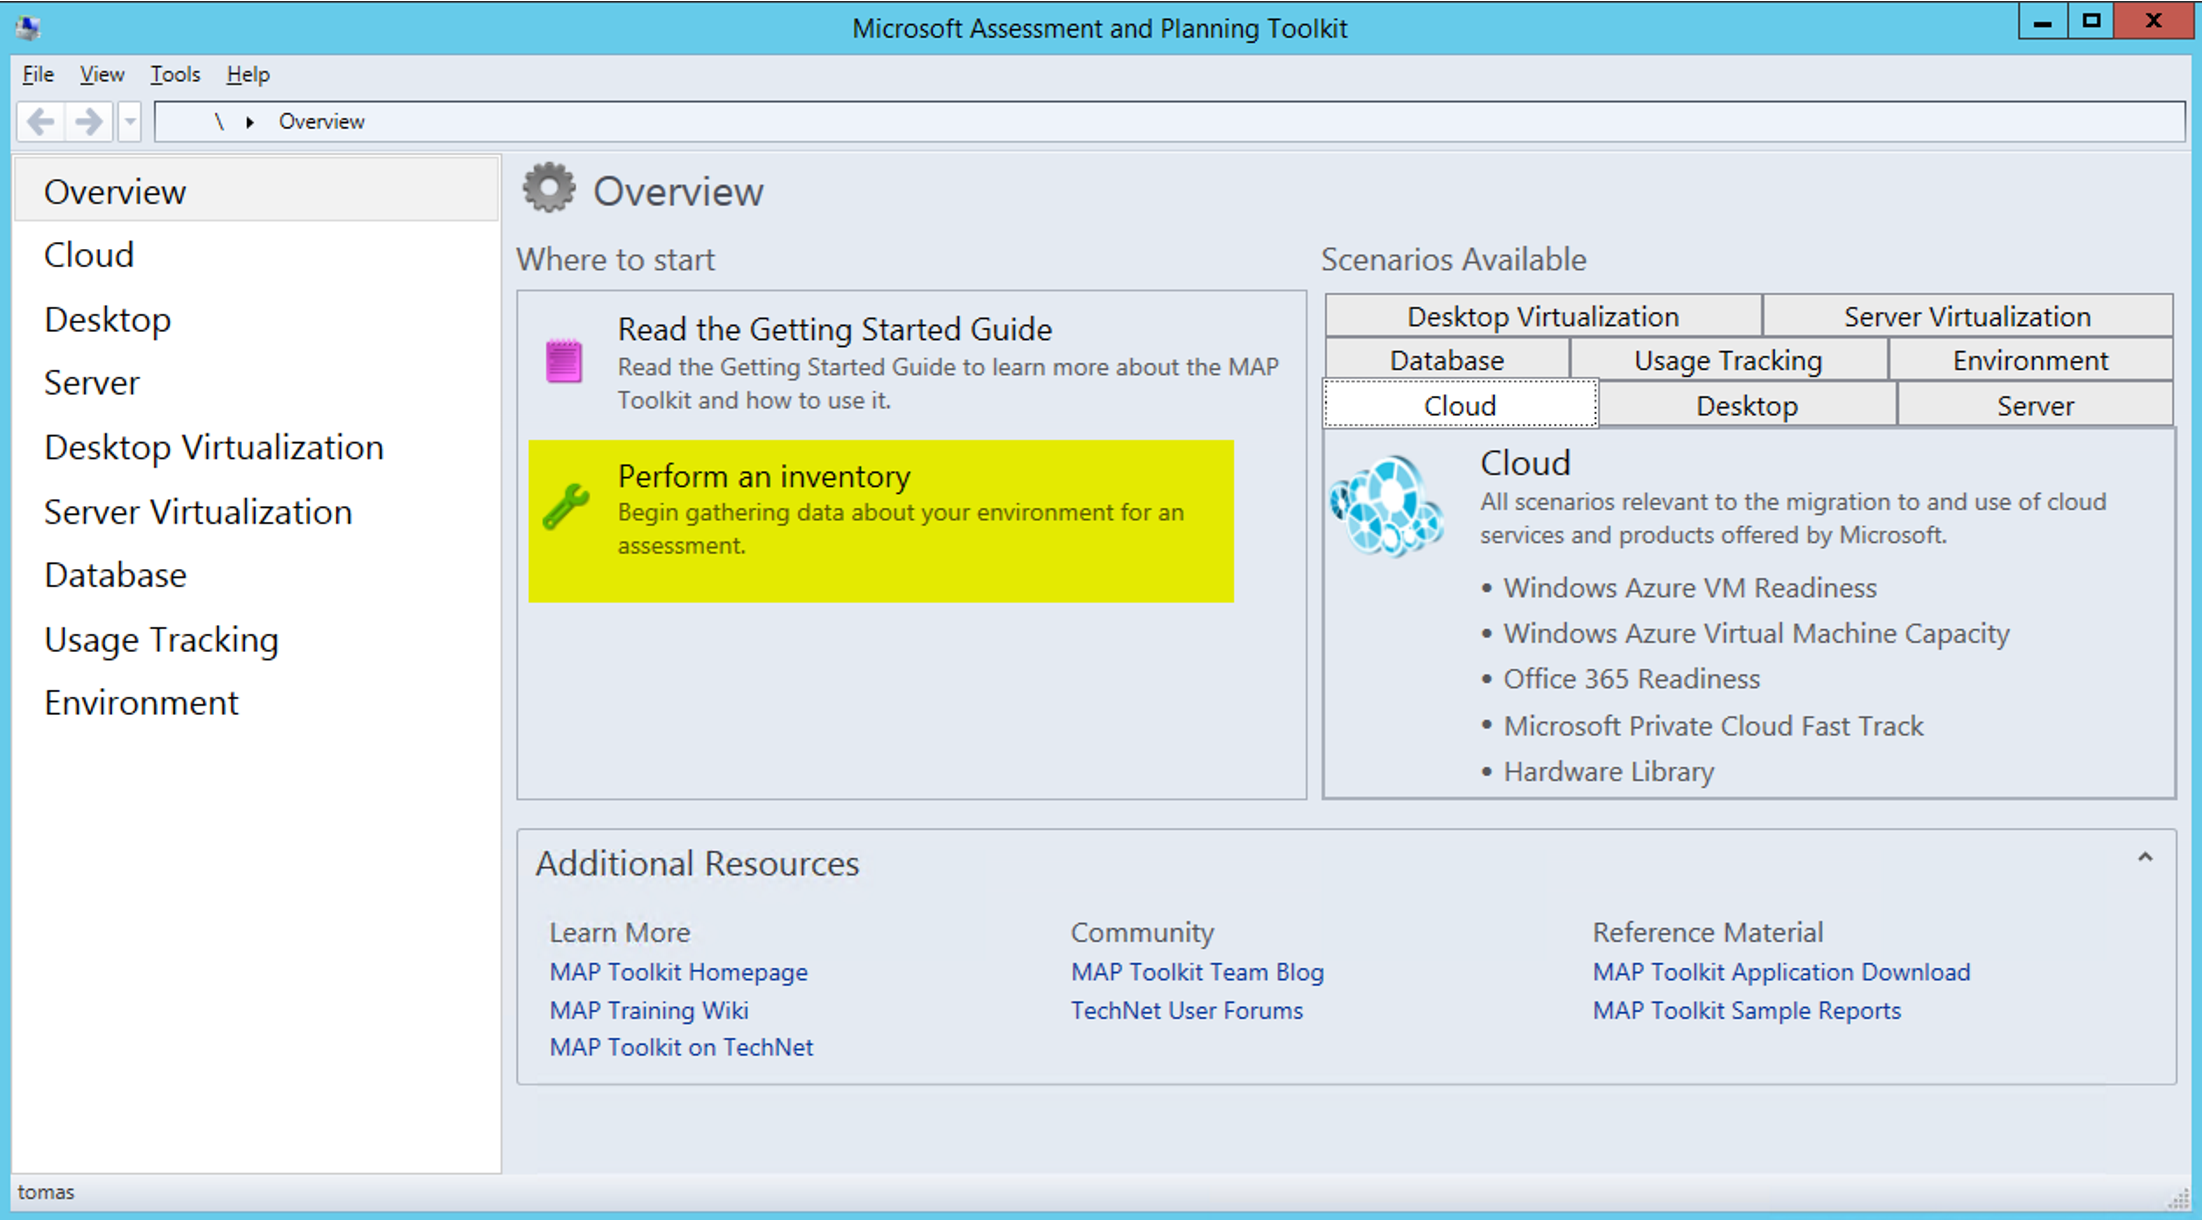 Microsoft Assessment and Planning Toolkit
File View Tools Help
\ Overview
Overview
Cloud
Desktop
Server
Desktop Virtualization
Server Virtualization
Database
Usage Tracking
Environment
Overview
Where to start
Read the Getting Started Guide
Read the Getting Started Guide to learn more about the MAP
Toolkit and how to use it.
Perform an inventory
Begin gathering data about your environment for an
assessment.
Scenarios Available
Desktop Virtualization Server Virtualization
Database Usage Tracking Environment
Cloud Desktop Server
Cloud
All scenarios relevant to the migration to and use of cloud
services and products offered by Microsoft.
• Windows Azure VM Readiness
• Windows Azure Virtual Machine Capacity
• Office 365 Readiness
• Microsoft Private Cloud Fast Track
• Hardware Library
Additional Resources
Learn More
MAP Toolkit Homepage
MAP Training Wiki
MAP Toolkit on TechNet
Community
MAP Toolkit Team Blog
TechNet User Forums
Reference Material
MAP Toolkit Application Download
MAP Toolkit Sample Reports
tomas